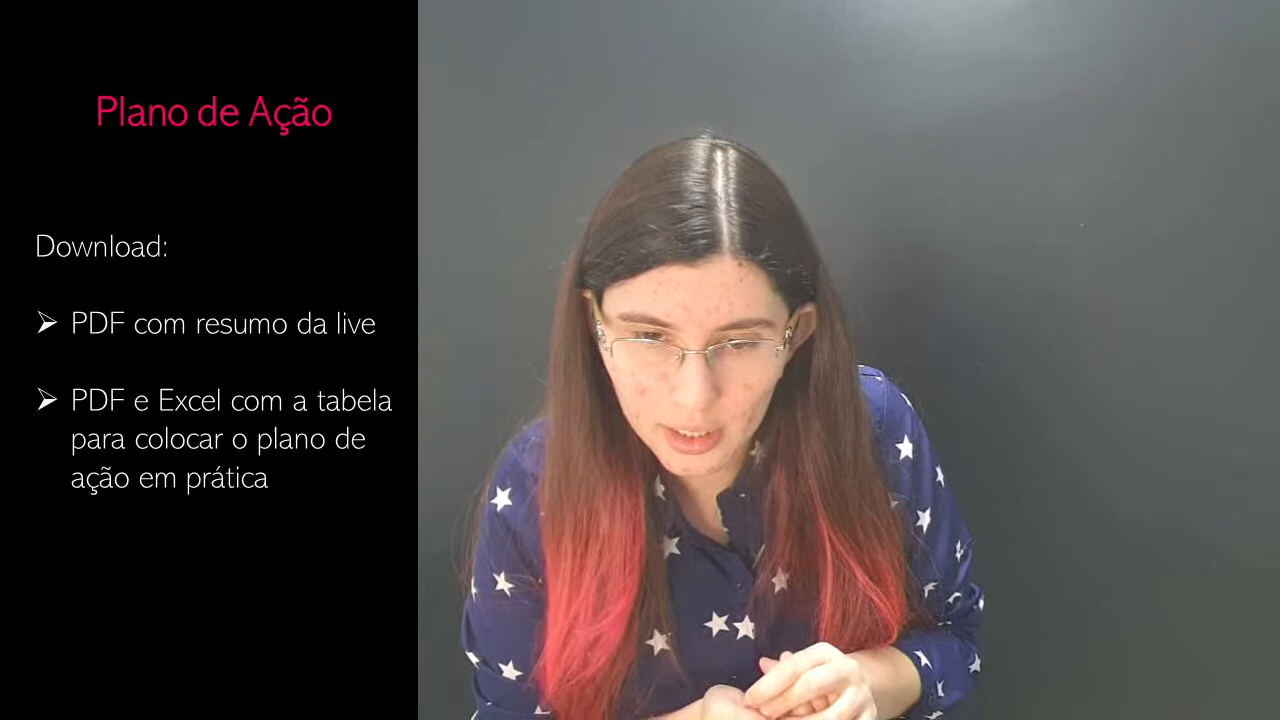 Plano de Ação
Download:
➢ PDF com resumo da live
➢ PDF e Excel com a tabela
para colocar o plano de
ação em prática